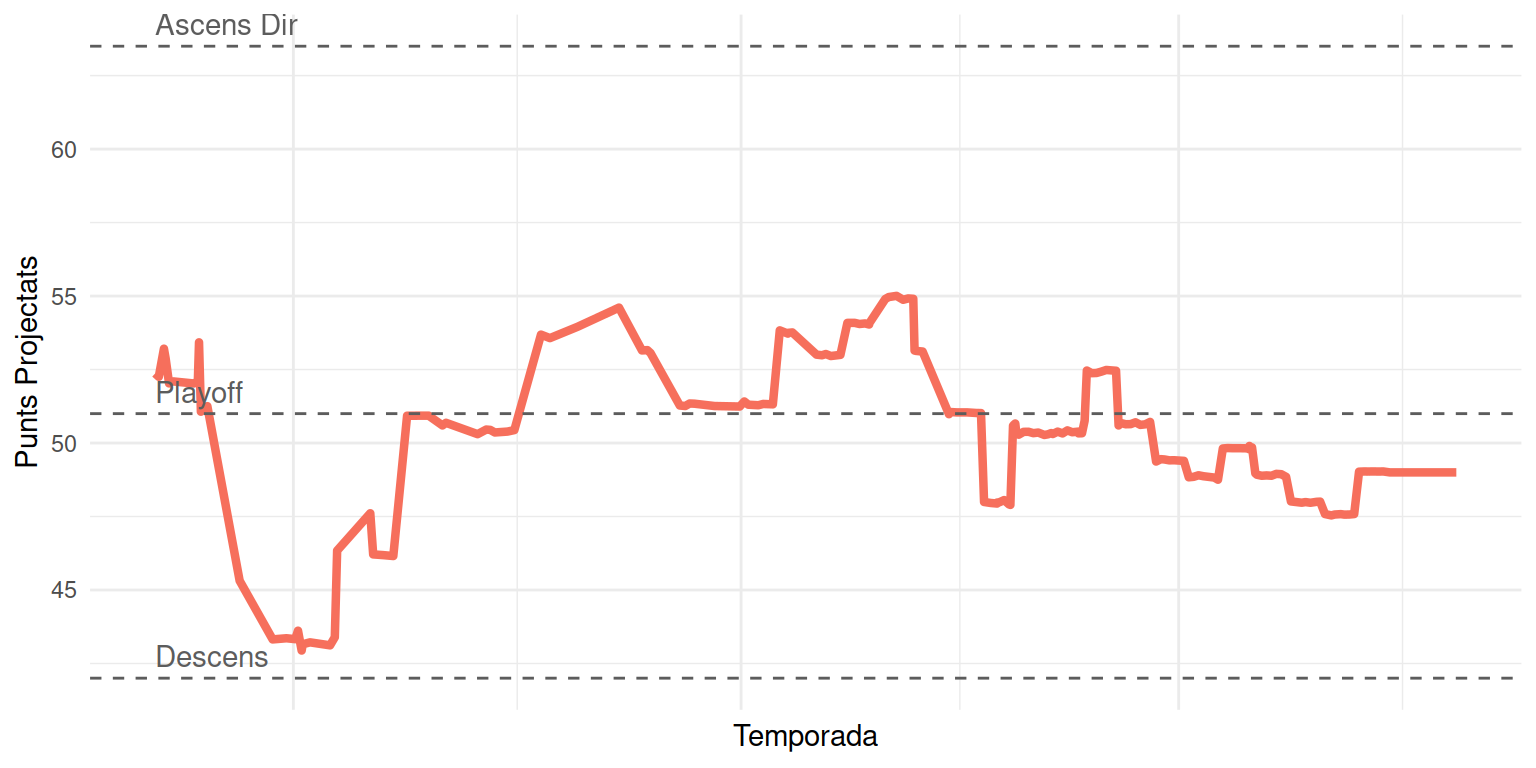 Ascens Dir
60
55
Playoff
50
45
Descens
Punts Projectats
Temporada